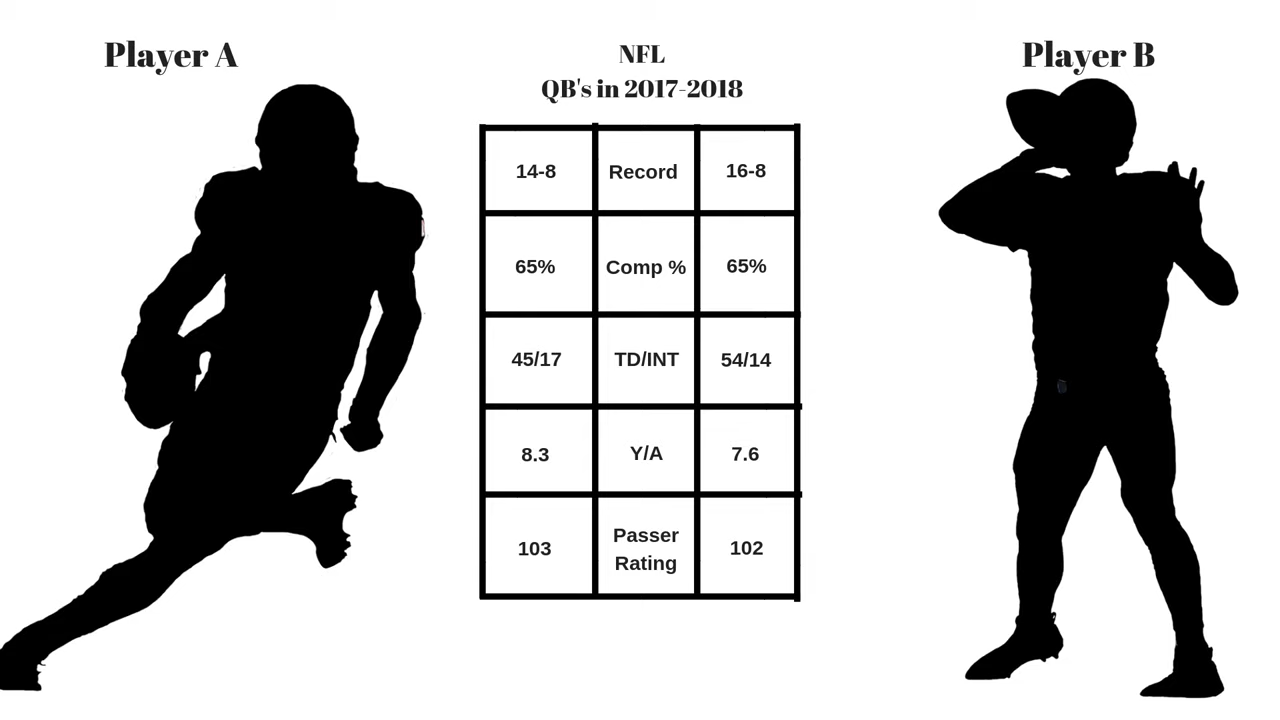 Player A
NFL
QB's in 2017-2018
Player B
14-8 Record 16-8
65% Comp % 65%
45/17 TD/INT 54/14
8.3 Y/A 7.6
103 Passer Rating 102